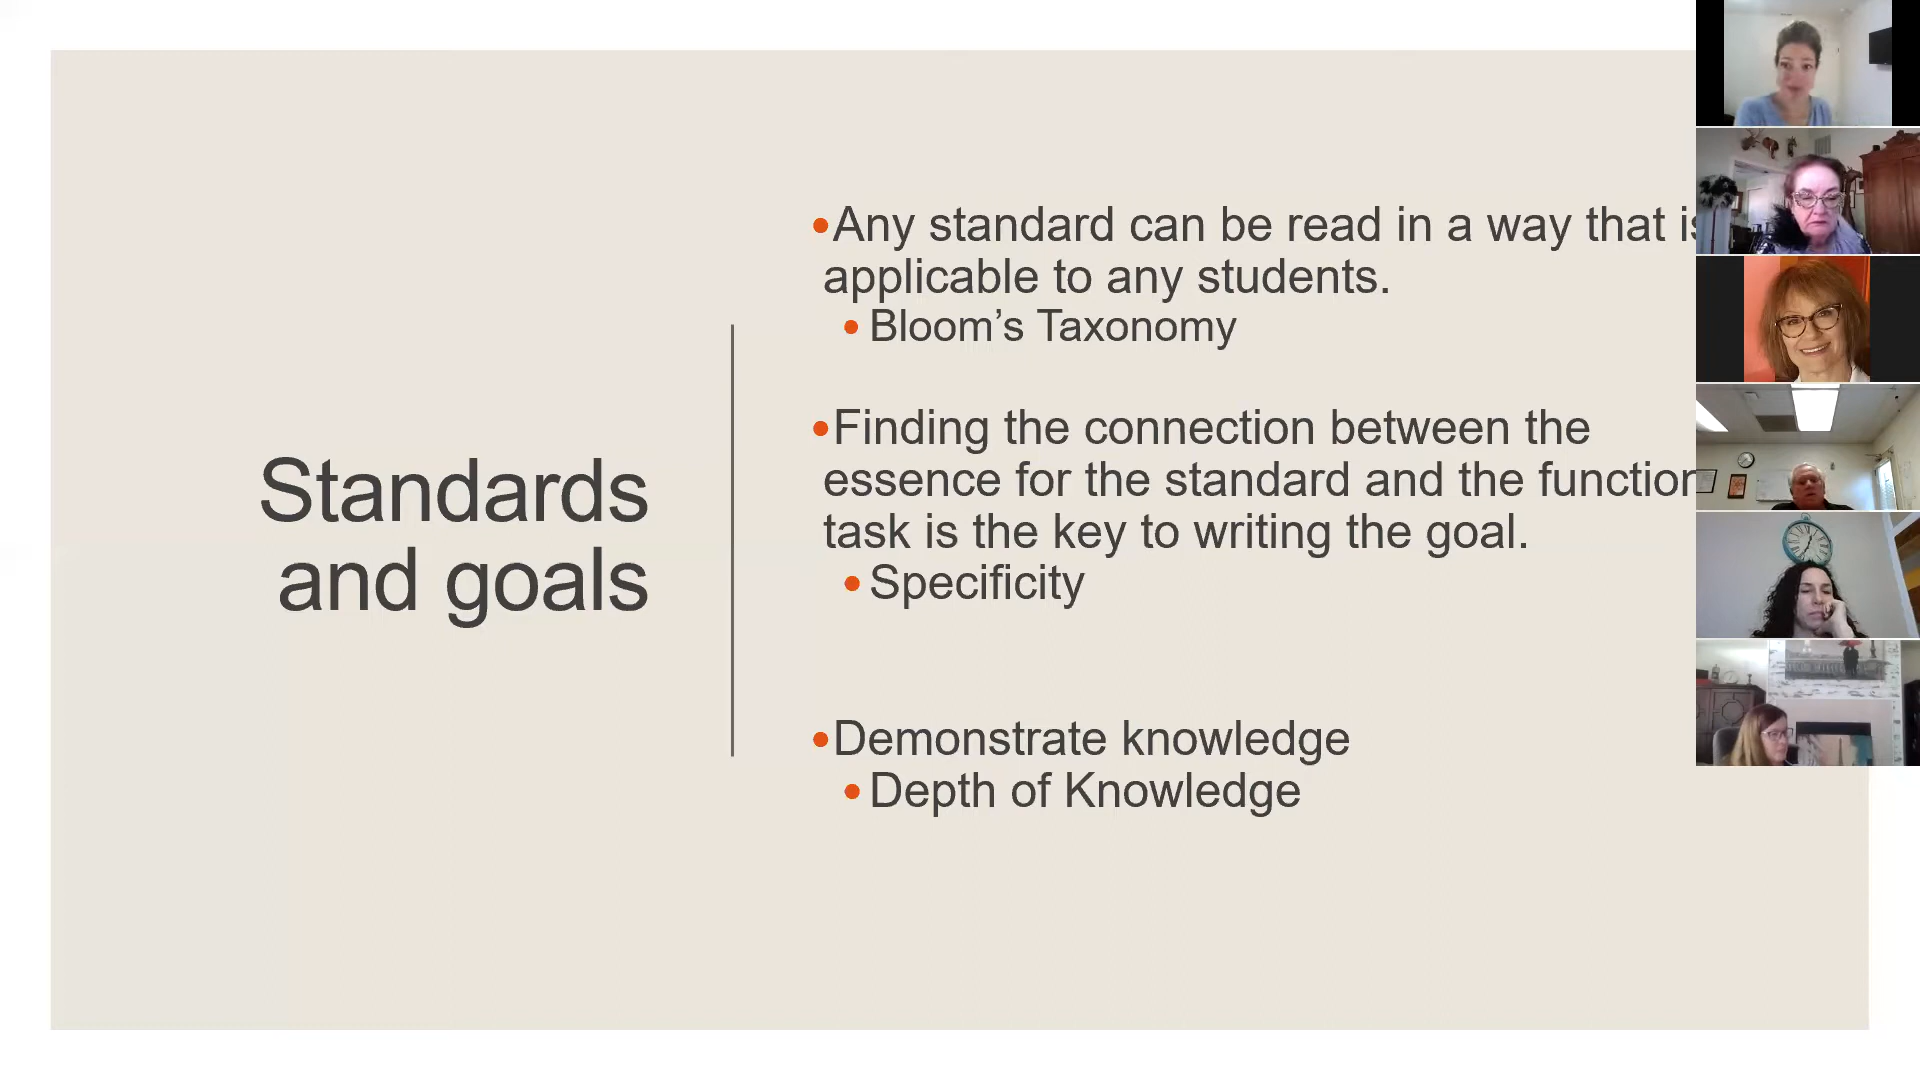 Standards
and goals
•Any standard can be read in a way that is
applicable to any students.
•Bloom's Taxonomy
•Finding the connection between the
essence for the standard and the function
task is the key to writing the goal.
•Specificity
•Demonstrate knowledge
•Depth of Knowledge